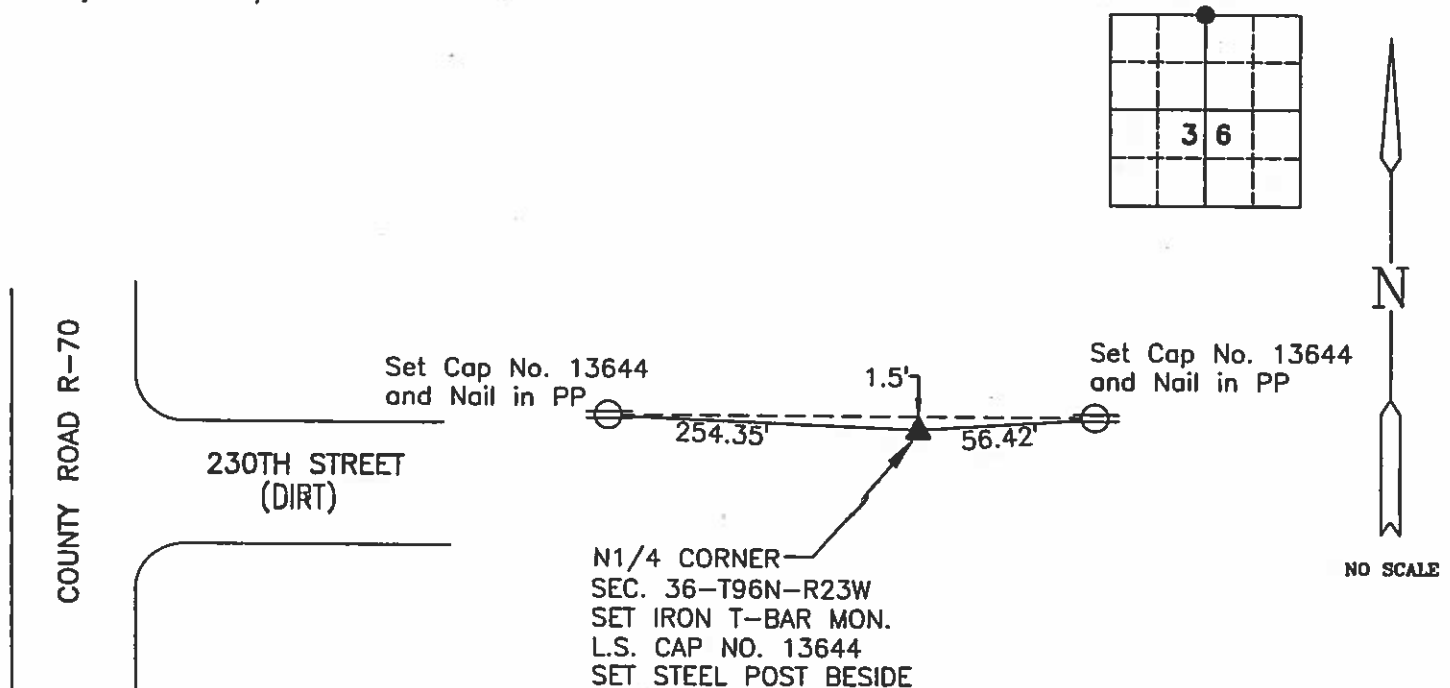 36
N
NO SCALE
COUNTY ROAD R-70
230TH STREET
(DIRT)
Set Cap No. 13644
and Nail in PP
254.35'
1.5'
56.42'
Set Cap No. 13644
and Nail in PP
N1/4 CORNER
SEC. 36-T96N-R23W
SET IRON T-BAR MON.
L.S. CAP NO. 13644
SET STEEL POST BESIDE